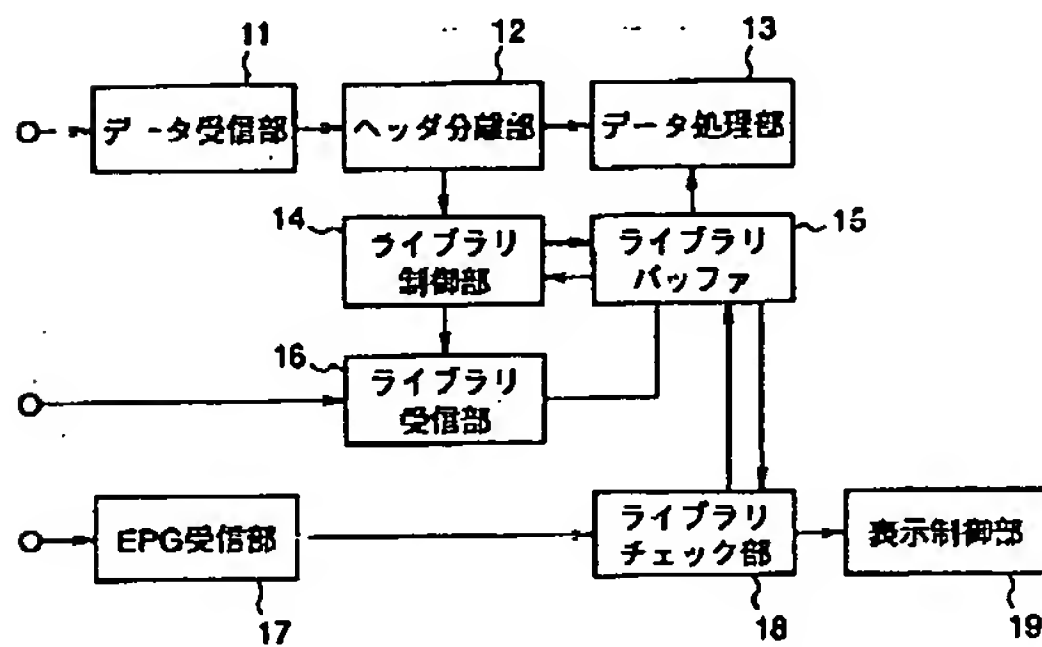 11
12
13
データ受信部
ヘッダ分離部
データ処理部
14
ライブラリ
制御部
ライブラリ
バッファ
15
16
ライブラリ
受信部
EPG受信部
ライブラリ
チェック部
表示制御部
17
18
19